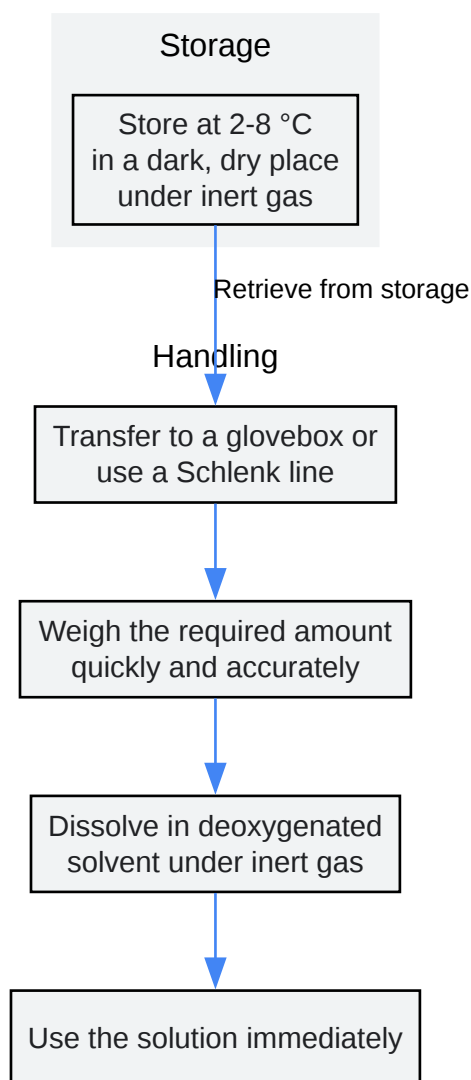 Storage
Store at 2-8 °C
in a dark, dry place
under inert gas
Retrieve from storage
Handling
Transfer to a glovebox or
use a Schlenk line
Weigh the required amount
quickly and accurately
Dissolve in deoxygenated
solvent under inert gas
Use the solution immediately